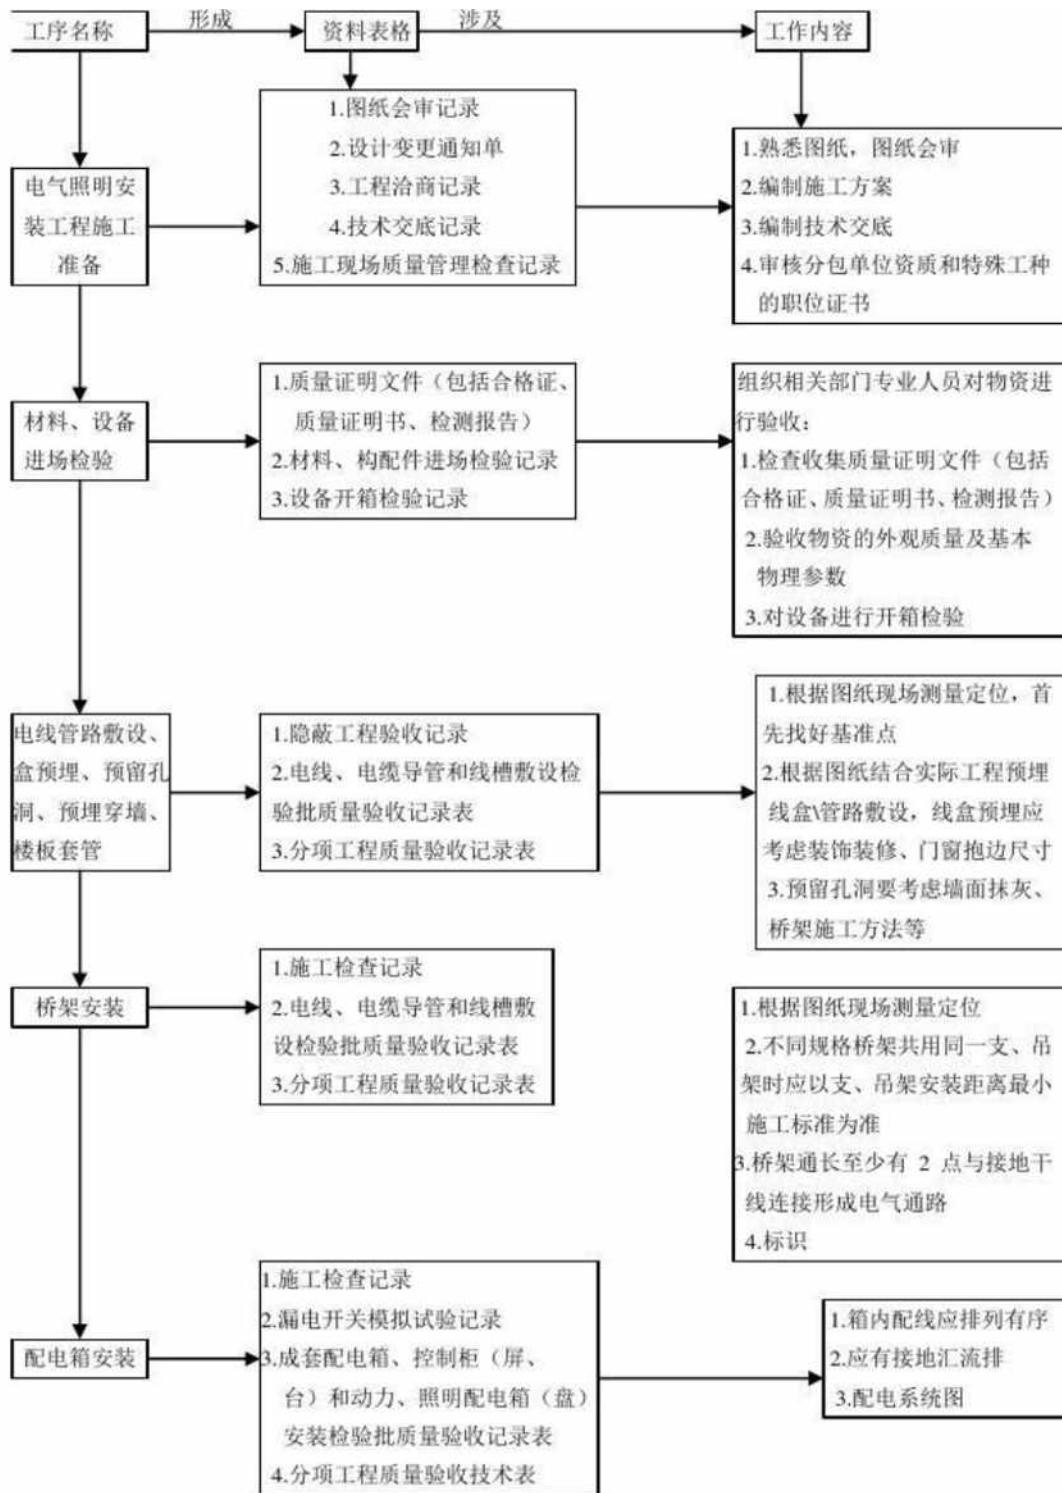 工序名称
形成
资料表格
涉及
工作内容
电气照明安
装工程施工
准备
1.图纸会审记录
2.设计变更通知单
3.工程洽商记录
4.技术交底记录
5.施工现场质量管理检查记录
1.熟悉图纸，图纸会审
2.编制施工方案
3.编制技术交底
4.审核分包单位资质和特殊工种
的职位证书
材料、设备
进场检验
1.质量证明文件（包括合格证、
质量证明书、检测报告）
2.材料、构配件进场检验记录
3.设备开箱检验记录
组织相关部门专业人员对物资进
行验收：
1.检查收集质量证明文件（包括
合格证、质量证明书、检测报告）
2.验收物资的外观质量及基本
物理参数
3.对设备进行开箱检验
电线管路敷设、
盒预埋、预留孔
洞、预埋穿墙、
楼板套管
1.隐蔽工程验收记录
2.电线、电缆导管和线槽敷设检
验批质量验收记录表
3.分项工程质量验收记录表
1.根据图纸现场测量定位，首
先找好基准点
2.根据图纸结合实际工程预埋
线盒\管路敷设，线盒预埋应
考虑装饰装修、门窗抱边尺寸
3.预留孔洞要考虑墙面抹灰、
桥架施工方法等
桥架安装
1.施工检查记录
2.电线、电缆导管和线槽敷
设检验批质量验收记录表
3.分项工程质量验收记录表
1.根据图纸现场测量定位
2.不同规格桥架共用同一支、吊
架时应以支、吊架安装距离最小
施工标准为准
3.桥架通长至少有 2 点与接地干
线连接形成电气通路
4.标识
配电箱安装
1.施工检查记录
2.漏电开关模拟试验记录
3.成套配电箱、控制柜（屏、
台）和动力、照明配电箱（盘）
安装检验批质量验收记录表
4.分项工程质量验收技术表
1.箱内配线应排列有序
2.应有接地汇流排
3.配电系统图